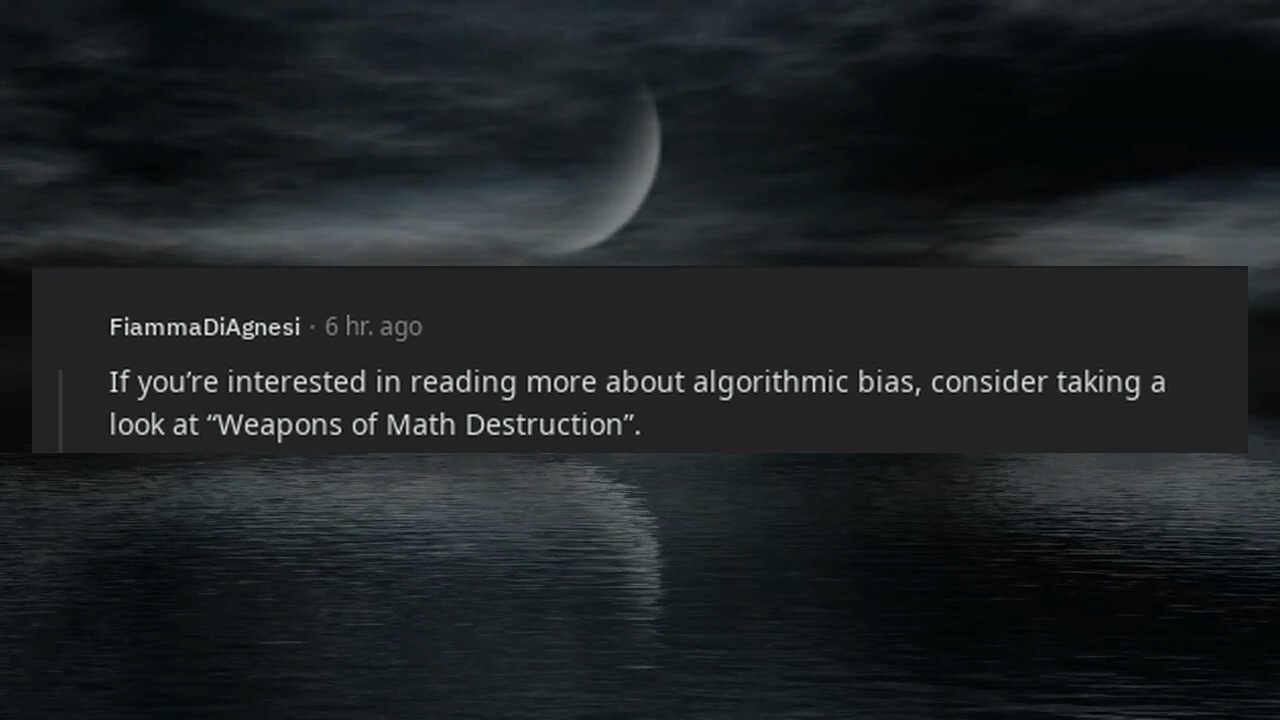 FiammaDiAgnesi · 6 hr. ago
If you’re interested in reading more about algorithmic bias, consider taking a
look at “Weapons of Math Destruction”.